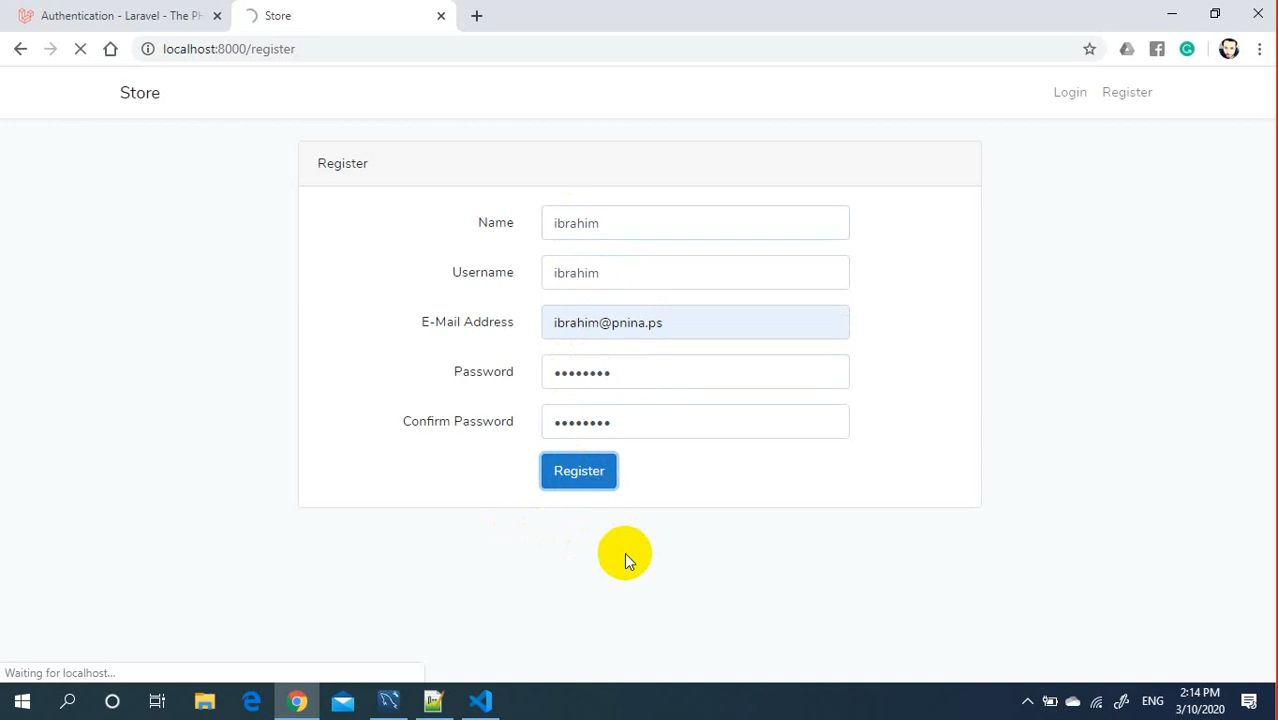 Authentication - Laravel - The PH
Store
localhost:8000/register
Store
Login
Register
Register
Name
ibrahim
Username
ibrahim
E-Mail Address
ibrahim@pnina.ps
Password
••••••••
Confirm Password
••••••••
Register
Waiting for localhost...
ENG
2:14 PM
3/10/2020